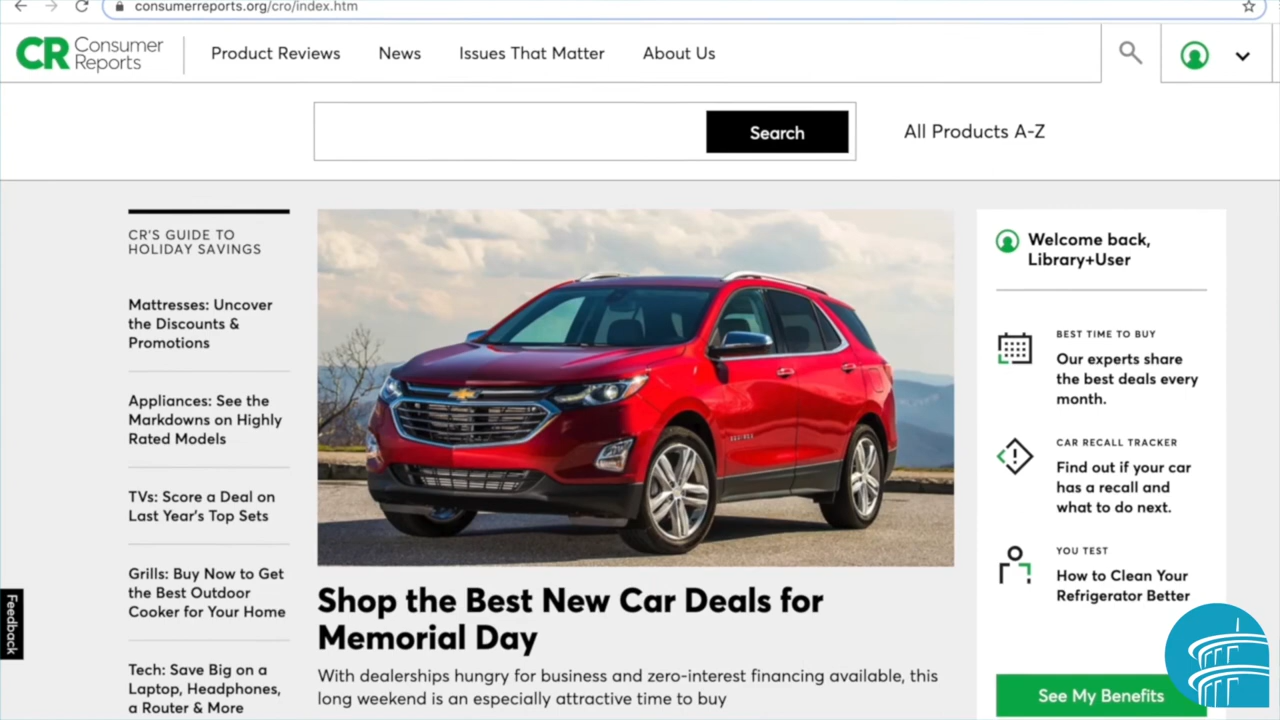 consumerreports.org/cro/index.htm
CR Consumer Reports
Product Reviews
News
Issues That Matter
About Us
Search
All Products A-Z
CR'S GUIDE TO
HOLIDAY SAVINGS
Mattresses: Uncover
the Discounts &
Promotions
Appliances: See the
Markdowns on Highly
Rated Models
TVs: Score a Deal on
Last Year's Top Sets
Grills: Buy Now to Get
the Best Outdoor
Cooker for Your Home
Tech: Save Big on a
Laptop, Headphones,
a Router & More
Feedback
Shop the Best New Car Deals for
Memorial Day
With dealerships hungry for business and zero-interest financing available, this
long weekend is an especially attractive time to buy
Welcome back,
Library+User
BEST TIME TO BUY
Our experts share
the best deals every
month.
CAR RECALL TRACKER
Find out if your car
has a recall and
what to do next.
YOU TEST
How to Clean Your
Refrigerator Better
See My Benefits